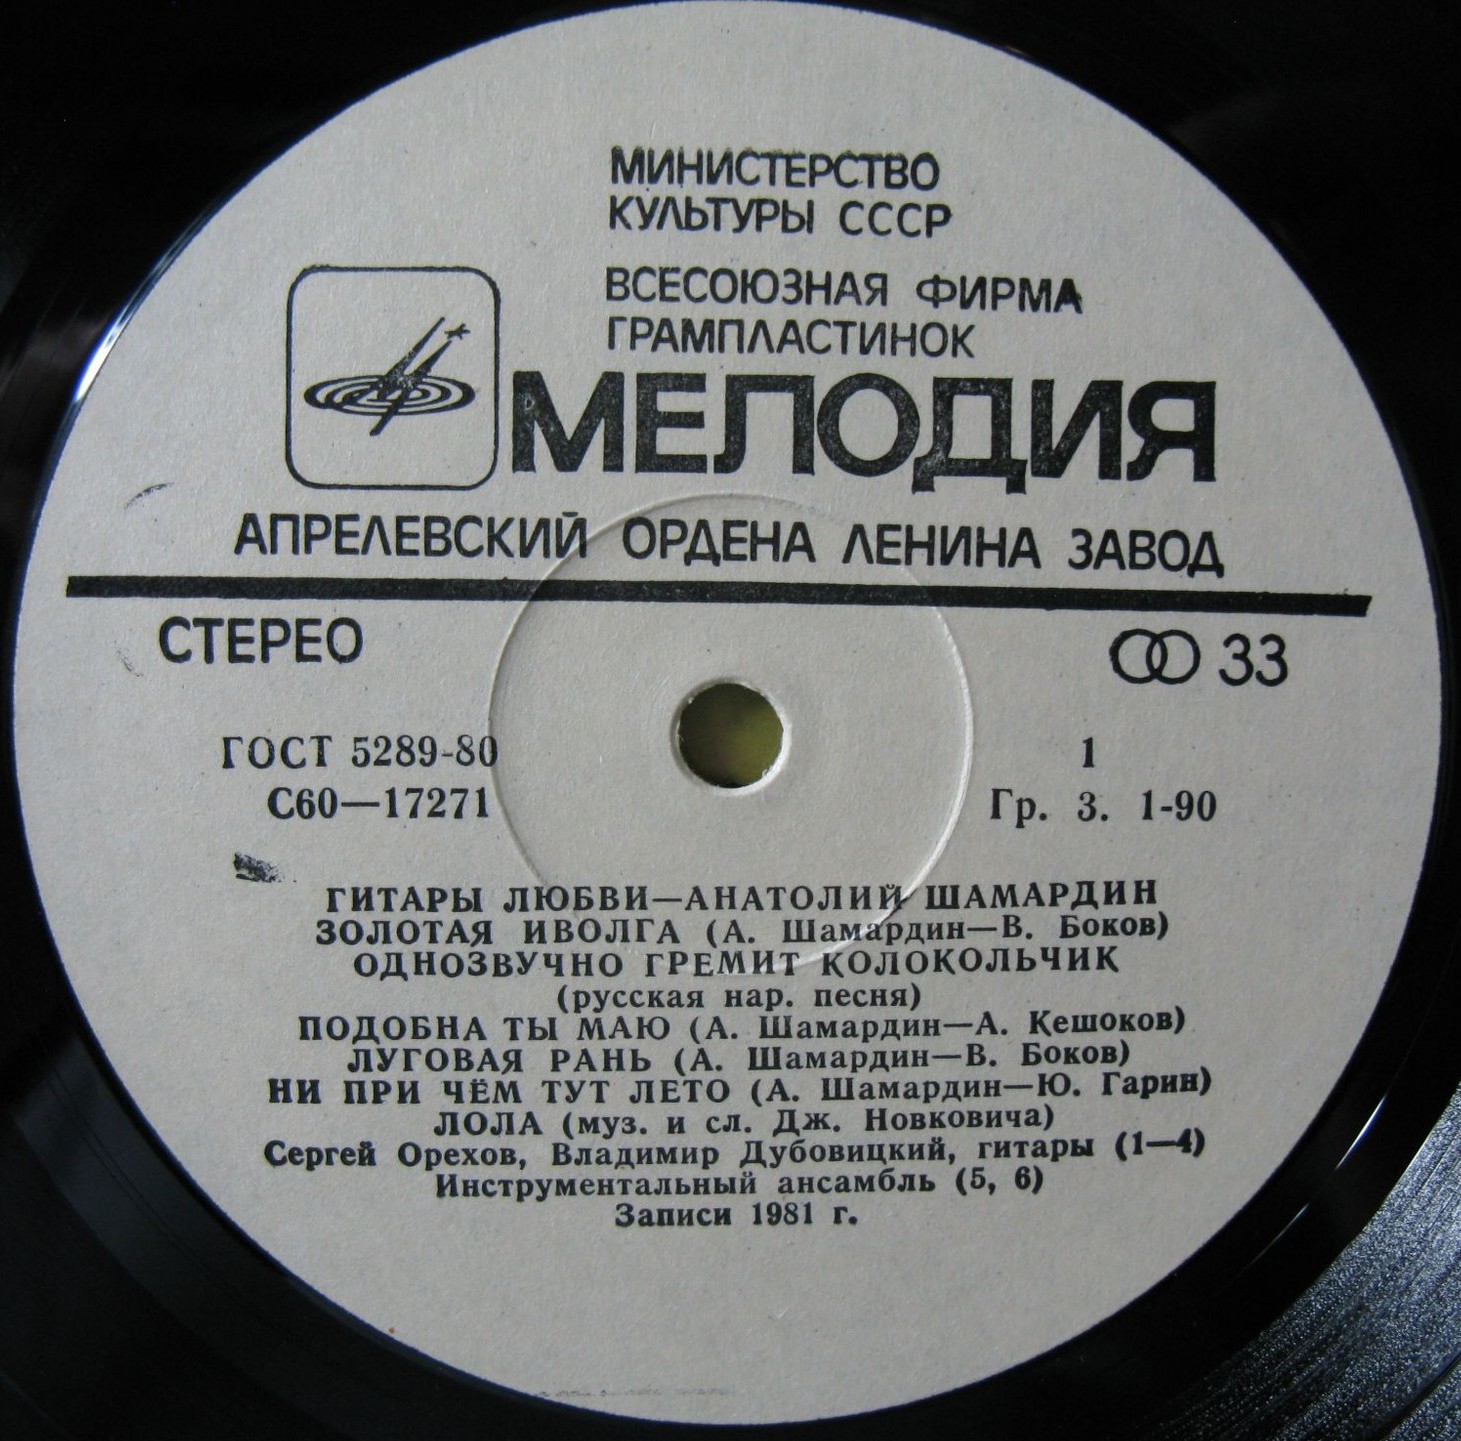 МИНИСТЕРСТВО
КУЛЬТУРЫ СССР
ВСЕСОЮЗНАЯ ФИРМА
ГРАМПЛАСТИНОК
МЕЛОДИЯ
АПРЕЛЕВСКИЙ ОРДЕНА ЛЕНИНА ЗАВОД
СТЕРЕО
33
ГОСТ 5289-80
1
С60—17271
Гр. 3. 1-90
ГИТАРЫ ЛЮБВИ—АНАТОЛИЙ ШАМАРДИН
ЗОЛОТАЯ ИВОЛГА (А. Шамардин—В. Боков)
ОДНОЗВУЧНО ГРЕМИТ КОЛОКОЛЬЧИК
(русская нар. песня)
ПОДОБНА ТЫ МАЮ (А. Шамардин—А. Кешоков)
ЛУГОВАЯ РАНЬ (А. Шамардин—В. Боков)
НИ ПРИ ЧЁМ ТУТ ЛЕТО (А. Шамардин—Ю. Гарин)
ЛОЛА (муз. и сл. Дж. Новковича)
Сергей Орехов, Владимир Дубовицкий, гитары (1—4)
Инструментальный ансамбль (5, 6)
Записи 1981 г.